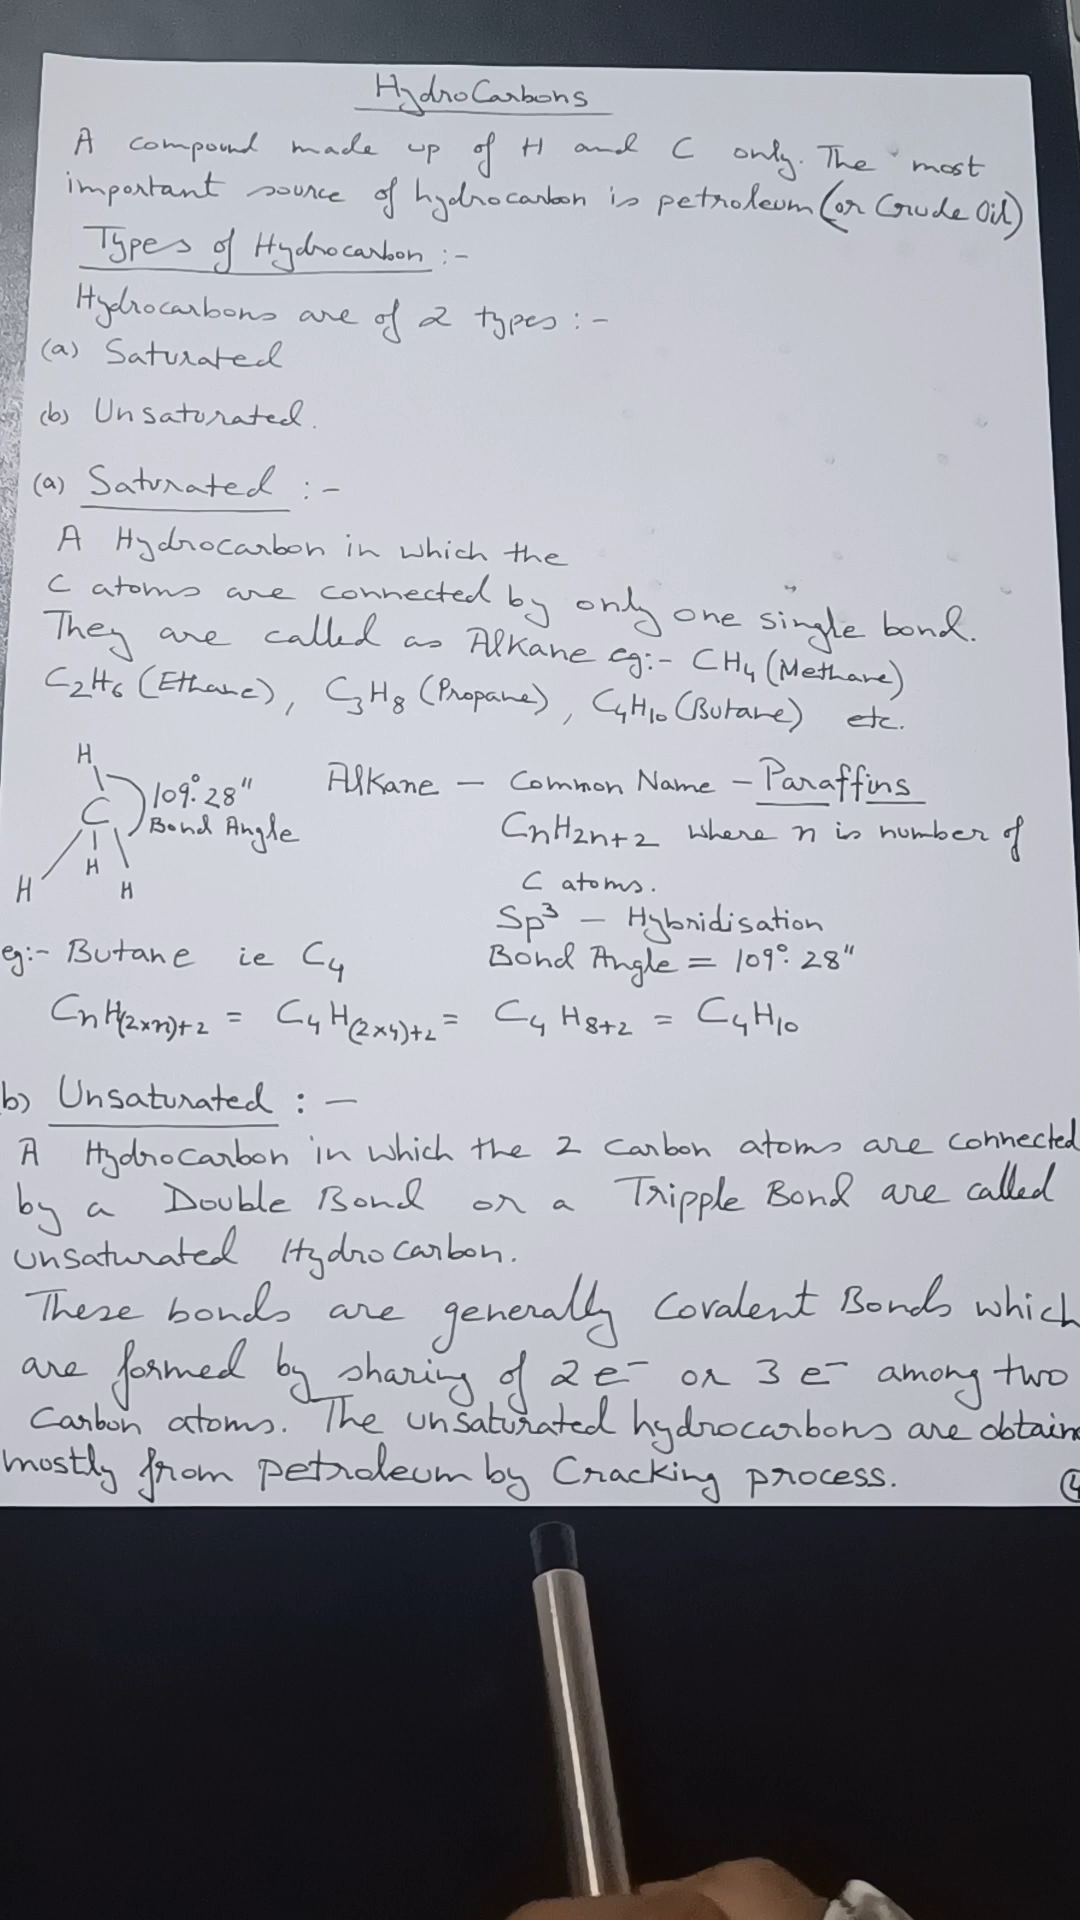 HydroCarbons
A compound made up of H and C only. The most
important source of hydrocarbon is petroleum (or Crude Oil)
Types of Hydrocarbon :-
Hydrocarbons are of 2 types :-
(a) Saturated
(b) Unsaturated.
(a) Saturated :-
A Hydrocarbon in which the
C atoms are connected by only one single bond.
They are called as Alkane eg:- CH4 (Methane)
C2H6 (Ethane), C3H8 (Propane), C4H10 (Butane) etc.
H
C
H
H
H
109°.28"
Bond Angle
Alkane - Common Name - Paraffins
CnH2n+2 where n is number of
C atoms.
Sp³ - Hybridisation
Bond Angle = 109°.28"
eg:- Butane ie C4
CnH(2×n)+2 = C4H(2×4)+2 = C4H8+2 = C4H10
b) Unsaturated : -
A Hydrocarbon in which the 2 Carbon atoms are connected
by a Double Bond or a Tripple Bond are called
unsaturated Hydrocarbon.
These bonds are generally Covalent Bonds which
are formed by sharing of 2e⁻ or 3e⁻ among two
Carbon atoms. The unsaturated hydrocarbons are obtain
mostly from petroleum by Cracking process.
4